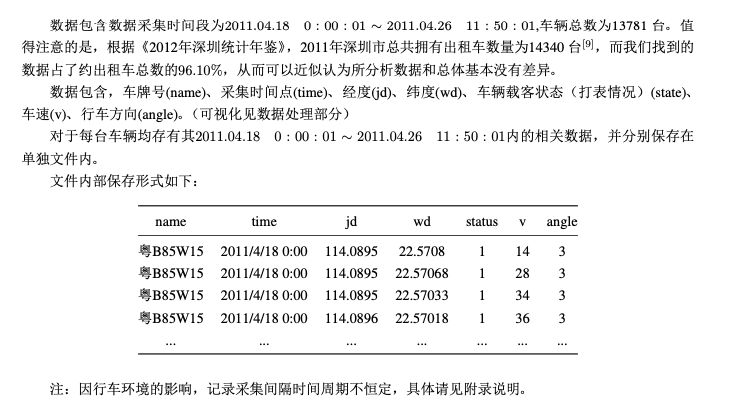 数据包含数据采集时间段为2011.04.18 0：00：01 ~ 2011.04.26 11：50：01,车辆总数为13781 台。值
得注意的是，根据《2012年深圳统计年鉴》，2011年深圳市总共拥有出租车数量为14340 台[9]，而我们找到的
数据占了约出租车总数的96.10%，从而可以近似认为所分析数据和总体基本没有差异。
数据包含，车牌号(name)、采集时间点(time)、经度(jd)、纬度(wd)、车辆载客状态（打表情况）(state)、
车速(v)、行车方向(angle)。（可视化见数据处理部分）
对于每台车辆均存有其2011.04.18 0：00：01 ~ 2011.04.26 11：50：01内的相关数据，并分别保存在
单独文件内。
文件内部保存形式如下：
name time jd wd status v angle
粤B85W15 2011/4/18 0:00 114.0895 22.5708 1 14 3
粤B85W15 2011/4/18 0:00 114.0895 22.57068 1 28 3
粤B85W15 2011/4/18 0:00 114.0895 22.57033 1 34 3
粤B85W15 2011/4/18 0:00 114.0896 22.57018 1 36 3
... ... ... ... ... ... ...
注：因行车环境的影响，记录采集间隔时间周期不恒定，具体请见附录说明。